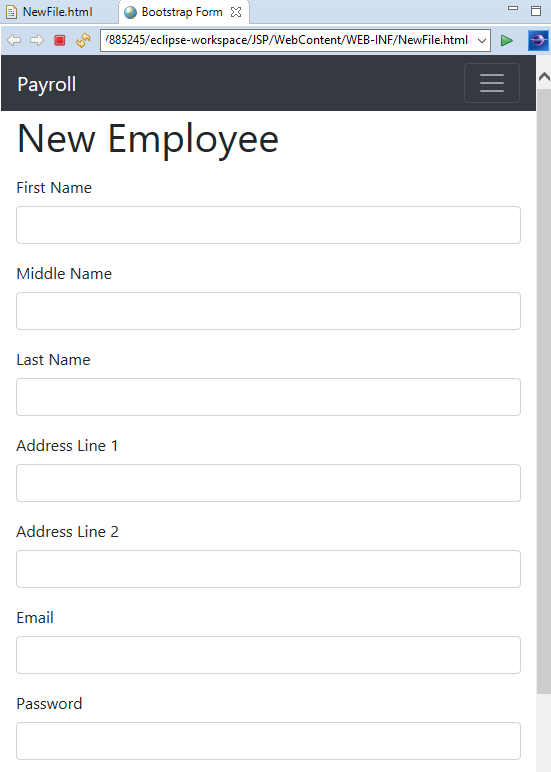 NewFile.html
Bootstrap Form
'885245/eclipse-workspace/JSP/WebContent/WEB-INF/NewFile.html
Payroll
New Employee
First Name
Middle Name
Last Name
Address Line 1
Address Line 2
Email
Password